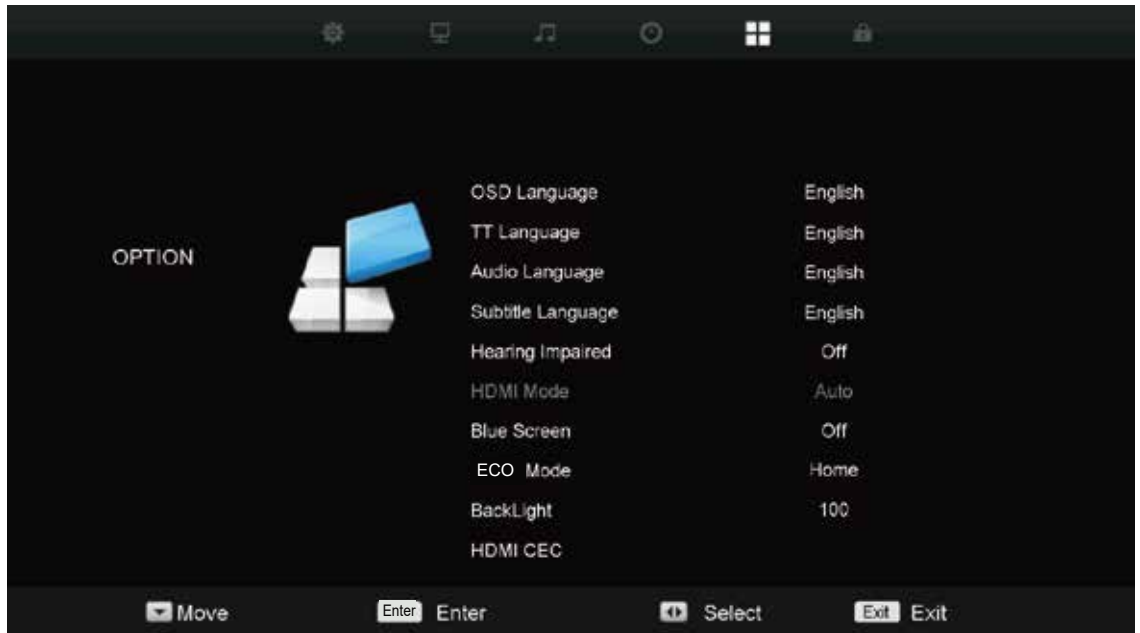 OPTION
OSD Language English
TT Language English
Audio Language English
Subtitle Language English
Hearing Impaired Off
HDMI Mode Auto
Blue Screen Off
ECO Mode Home
BackLight 100
HDMI CEC
Move Enter Enter Select Exit Exit